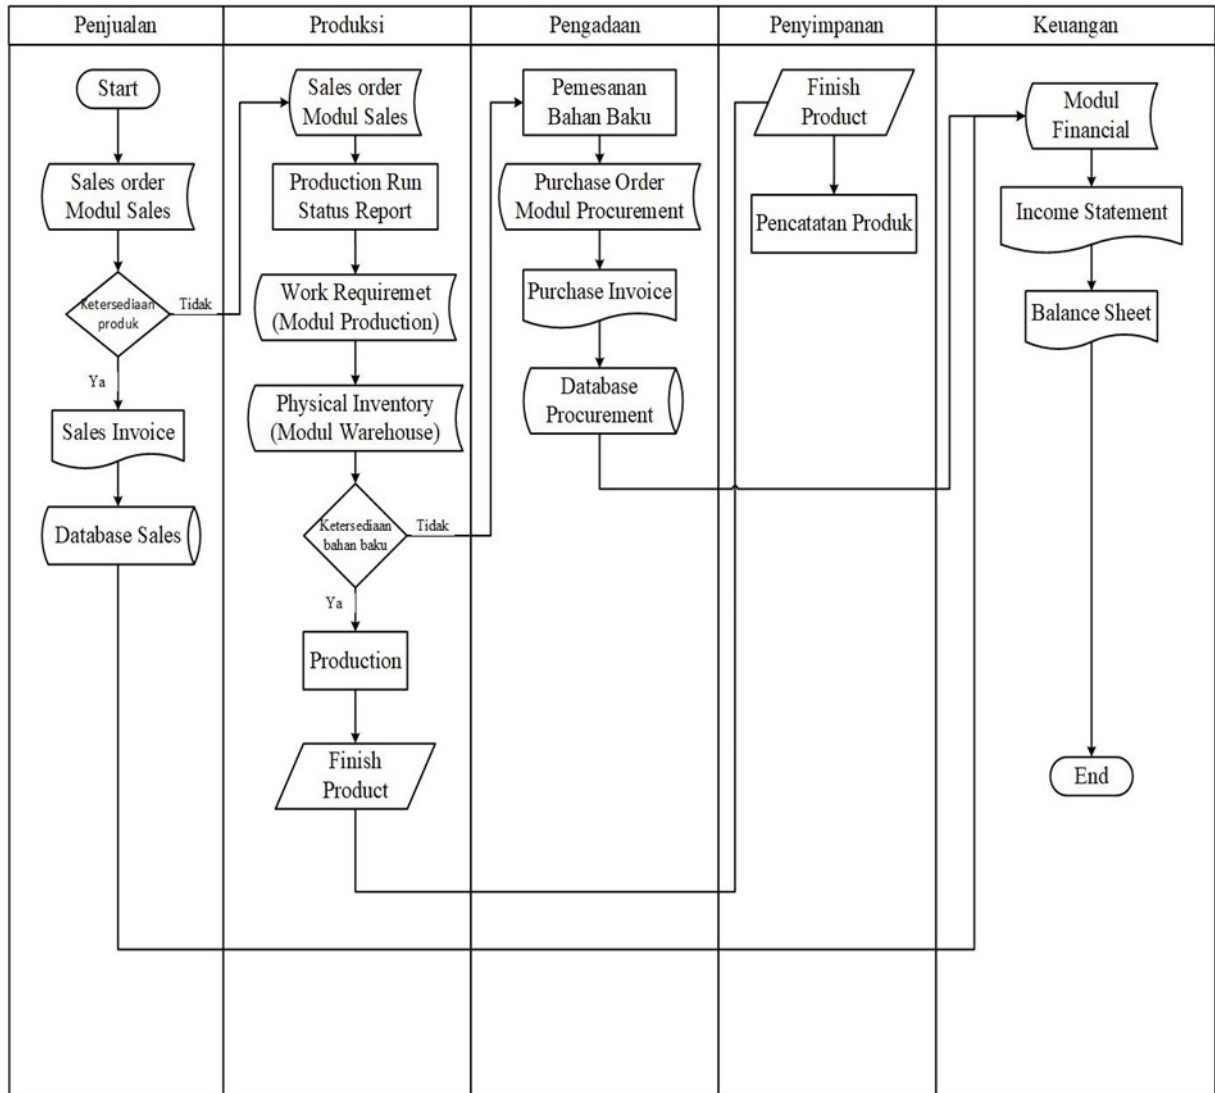 Penjualan
Produksi
Pengadaan
Penyimpanan
Keuangan
Start
Sales order
Modul Sales
Ketersediaan
produk
Tidak
Ya
Sales Invoice
Database Sales
Sales order
Modul Sales
Production Run
Status Report
Work Requiremet
(Modul Production)
Physical Inventory
(Modul Warehouse)
Ketersediaan
bahan baku
Tidak
Ya
Production
Finish
Product
Pemesanan
Bahan Baku
Purchase Order
Modul Procurement
Purchase Invoice
Database
Procurement
Finish
Product
Pencatatan Produk
Modul
Financial
Income Statement
Balance Sheet
End